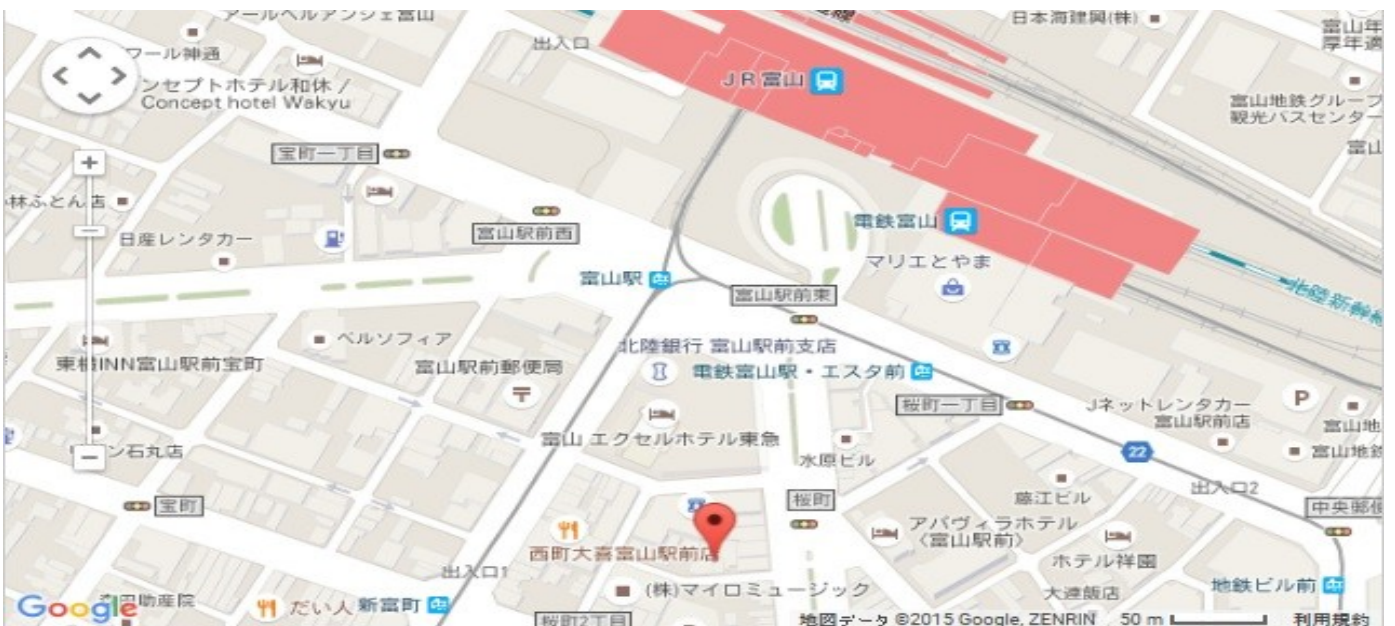 アールベルアンジェ富山
ワール神通
ンセプトホテル和休 /
Concept hotel Wakyu
出入口
JR富山
日本海建興(株)
富山年
厚年適
富山地鉄グループ
観光バスセンター
富山
宝町一丁目
林ふとん店
日産レンタカー
富山駅前西
電鉄富山
マリエとやま
富山駅
富山駅前東
北陸新幹線
ベルソフィア
東横INN富山駅前宝町
富山駅前郵便局
北陸銀行 富山駅前支店
電鉄富山駅・エスタ前
桜町一丁目
Jネットレンタカー
富山駅前店
P
富山地
富山地鉄
富山 エクセルホテル東急
水原ビル
22
ン石丸店
宝町
桜町
藤江ビル
出入口2
中央郵便
アパヴィラホテル
〈富山駅前〉
ホテル祥園
西町大喜富山駅前店
出入口1
(株)マイロミュージック
大連飯店
地鉄ビル前
Google
助産院
だい人
新富町
桜町2丁目
地図データ ©2015 Google, ZENRIN
50 m
利用規約